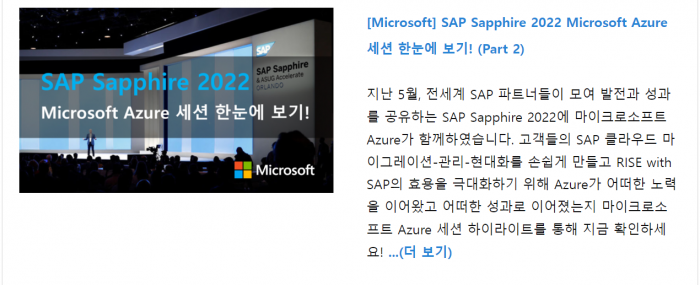 SAP
SAP Sapphire
& ASUG Accelerate
ORLANDO
SAP Sapphire 2022
Microsoft Azure 세션 한눈에 보기!
Microsoft
[Microsoft] SAP Sapphire 2022 Microsoft Azure
세션 한눈에 보기! (Part 2)
지난 5월, 전세계 SAP 파트너들이 모여 발전과 성과
를 공유하는 SAP Sapphire 2022에 마이크로소프트
Azure가 함께하였습니다. 고객들의 SAP 클라우드 마
이그레이션-관리-현대화를 손쉽게 만들고 RISE with
SAP의 효용을 극대화하기 위해 Azure가 어떠한 노력
을 이어왔고 어떠한 성과로 이어졌는지 마이크로소
프트 Azure 세션 하이라이트를 통해 지금 확인하세
요! ...(더 보기)